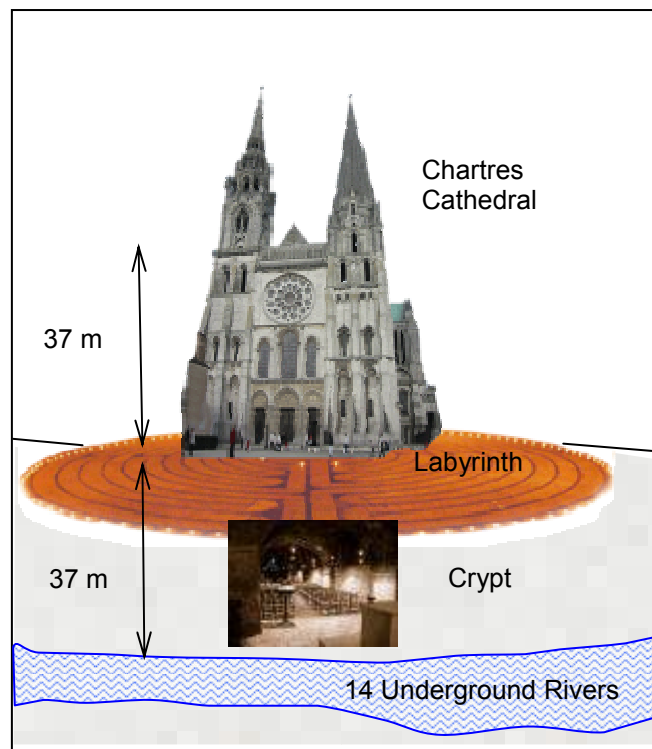 Chartres
Cathedral
37 m
Labyrinth
37 m
Crypt
14 Underground Rivers